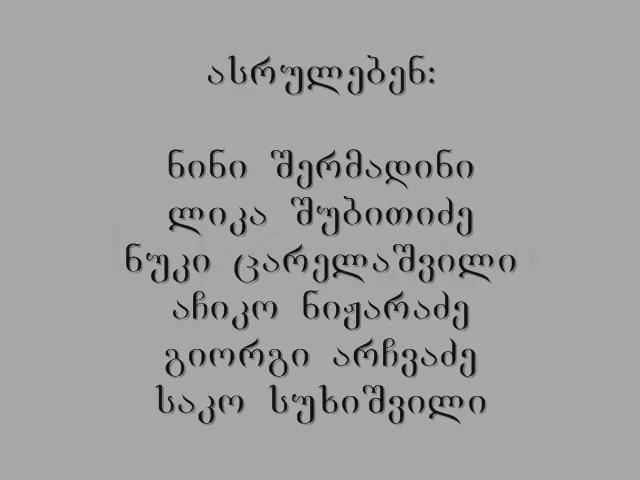 ასრულებენ:
ნინი შერმადინი
ლიკა შუბითიძე
ნუკი ცარელაშვილი
აჩიკო ნიჟარაძე
გიორგი არჩვაძე
საკო სუხიშვილი